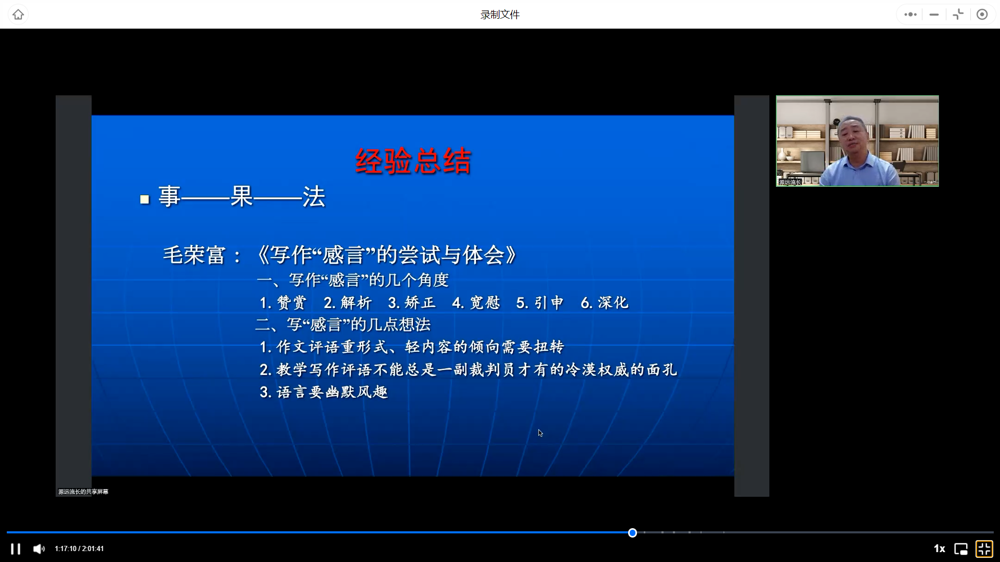 录制文件
经验总结
事——果——法
毛荣富：《写作“感言”的尝试与体会》
一、写作“感言”的几个角度
1. 赞赏 2. 解析 3. 矫正 4. 宽慰 5. 引申 6. 深化
二、写“感言”的几点想法
1. 作文评语重形式、轻内容的倾向需要扭转
2. 教学写作评语不能总是一副裁判员才有的冷漠权威的面孔
3. 语言要幽默风趣
源远流长
源远流长的共享屏幕
1:17:10 / 2:01:41
1x